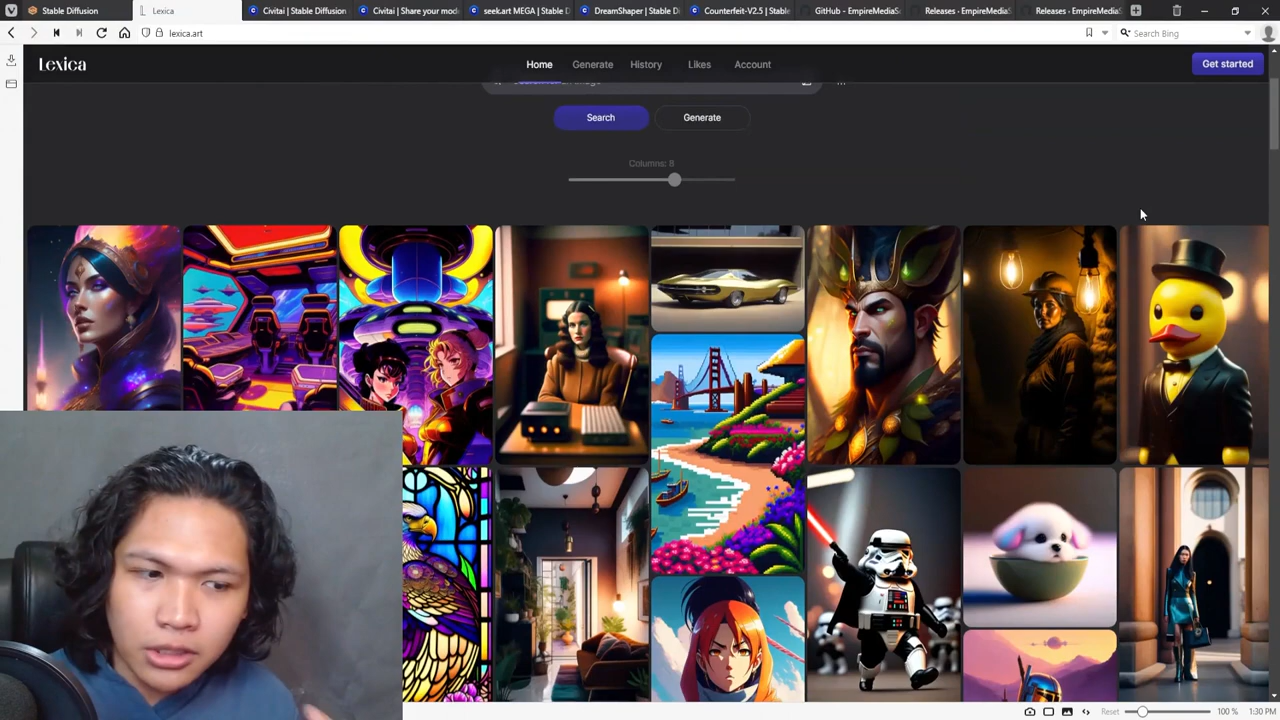 Stable Diffusion
Lexica
Civitai | Stable Diffusion
Civitai | Share your mod
seek.art MEGA | Stable D
DreamShaper | Stable Di
Counterfeit-V2.5 | Stabl
GitHub - EmpireMediaS
Releases · EmpireMedia
Releases · EmpireMedia
lexica.art
Search Bing
Lexica
Home
Generate
History
Likes
Account
Get started
Search
Generate
Columns: 8
Reset
100 %
1:30 PM